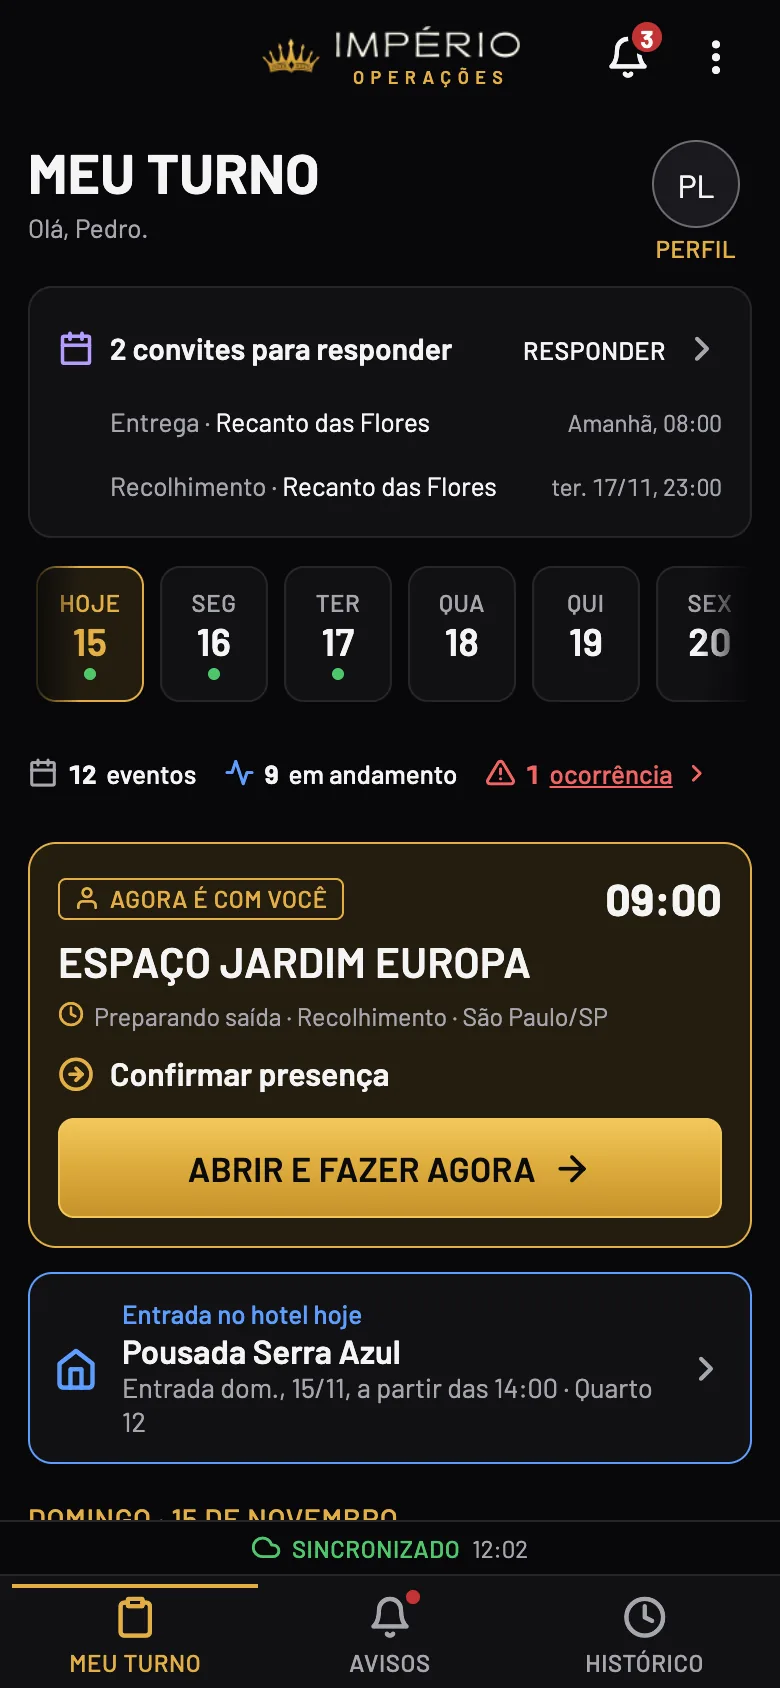 IMPÉRIO
OPERAÇÕES
3
MEU TURNO
Olá, Pedro.
PL
PERFIL
2 convites para responder RESPONDER
Entrega · Recanto das Flores Amanhã, 08:00
Recolhimento · Recanto das Flores ter. 17/11, 23:00
HOJE SEG TER QUA QUI SEX
15 16 17 18 19 20
12 eventos 9 em andamento 1 ocorrência
AGORA É COM VOCÊ 09:00
ESPAÇO JARDIM EUROPA
Preparando saída · Recolhimento · São Paulo/SP
Confirmar presença
ABRIR E FAZER AGORA
Entrada no hotel hoje
Pousada Serra Azul
Entrada dom., 15/11, a partir das 14:00 · Quarto
12
DOMINGO · 15 DE NOVEMBRO
SINCRONIZADO 12:02
MEU TURNO AVISOS HISTÓRICO